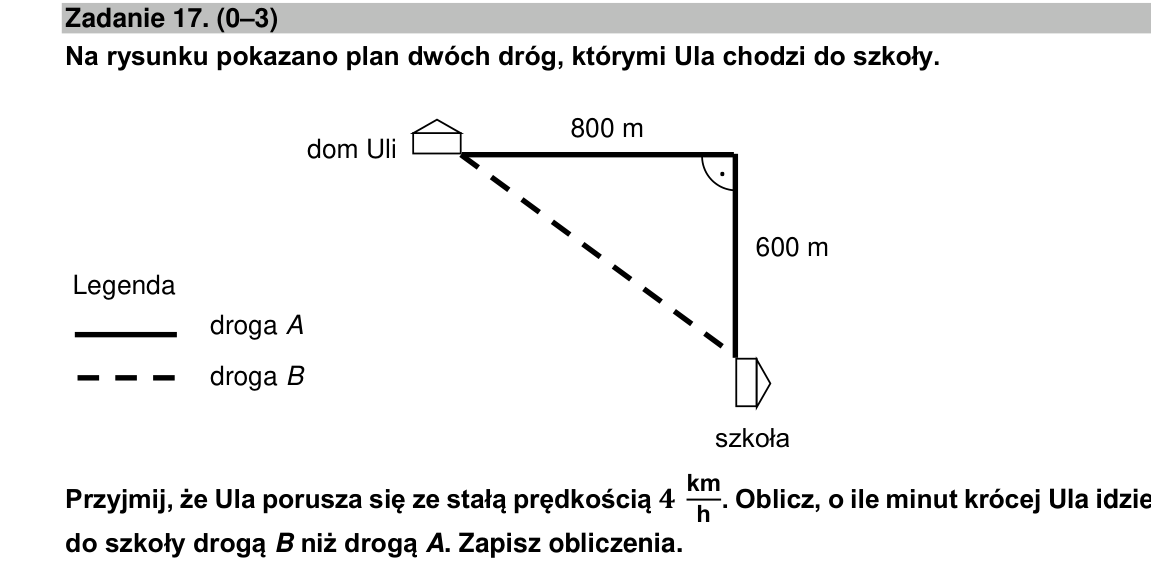 Zadanie 17. (0–3)
Na rysunku pokazano plan dwóch dróg, którymi Ula chodzi do szkoły.
800 m
dom Uli
600 m
Legenda
droga A
droga B
szkoła
Przyjmij, że Ula porusza się ze stałą prędkością 4 km/h. Oblicz, o ile minut krócej Ula idzie
do szkoły drogą B niż drogą A. Zapisz obliczenia.